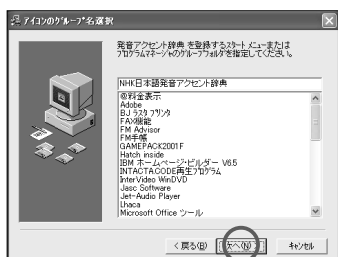 アイコンのグループ名選択
発音アクセント辞典 を登録するスタート メニューまたは
プログラムマネージャのグループフォルダを指定してください。
NHK日本語発音アクセント辞典
@料金表示
Adobe
BJ ラスタプリンタ
FAX機能
FM Advisor
FM手帳
GAMEPACK2001F
Hatch inside
IBM ホームページ・ビルダー V6.5
INTACTACODE再生プログラム
InterVideo WinDVD
Jasc Software
Jet-Audio Player
Lhaca
Microsoft Office ツール
< 戻る(B)
次へ(N) >
キャンセル